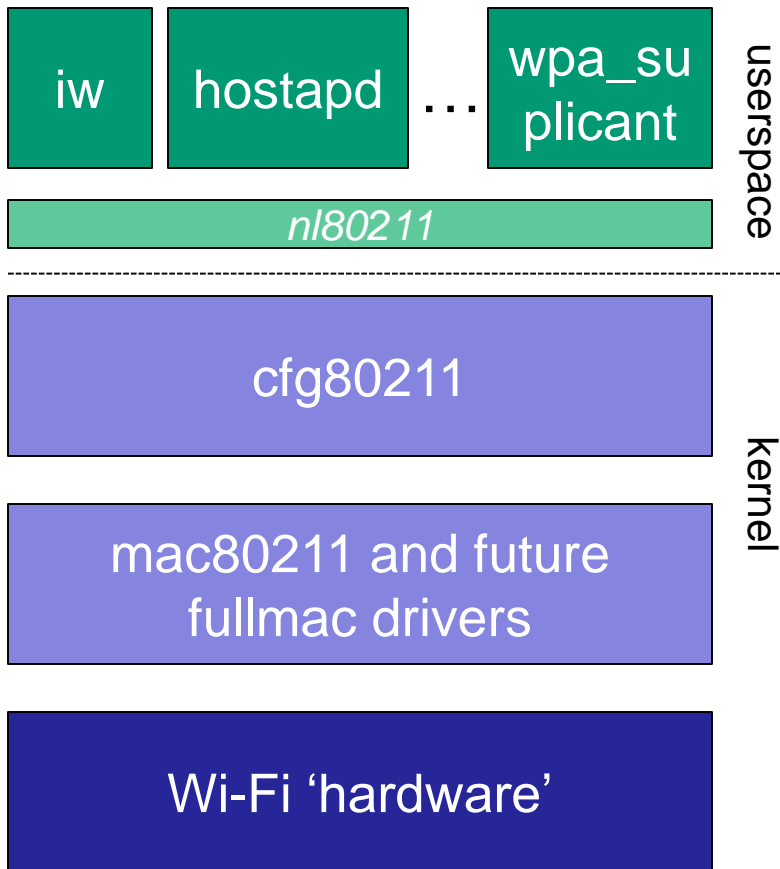 iw
hostapd
...
wpa_su
plicant
userspace
nl80211
cfg80211
kernel
mac80211 and future
fullmac drivers
Wi-Fi ‘hardware’